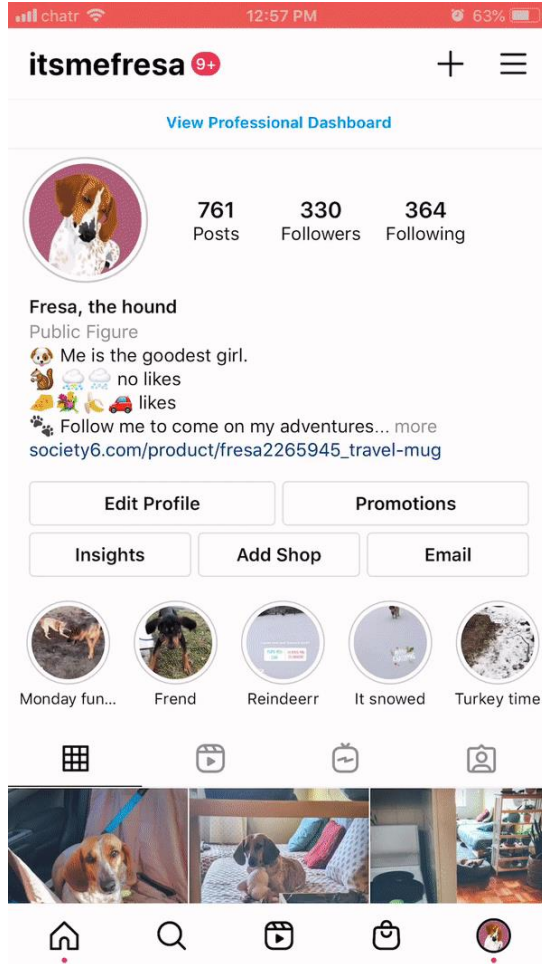 chatr 12:57 PM 63%
itsmefresa 9+
View Professional Dashboard
761 330 364
Posts Followers Following
Fresa, the hound
Public Figure
🐶 Me is the goodest girl.
🐿️ 🌧️ 🌨️ no likes
🧀 💐 🍌 🚗 likes
🐾 Follow me to come on my adventures... more
society6.com/product/fresa2265945_travel-mug
Edit Profile Promotions
Insights Add Shop Email
Monday fun... Frend Reindeerr It snowed Turkey time